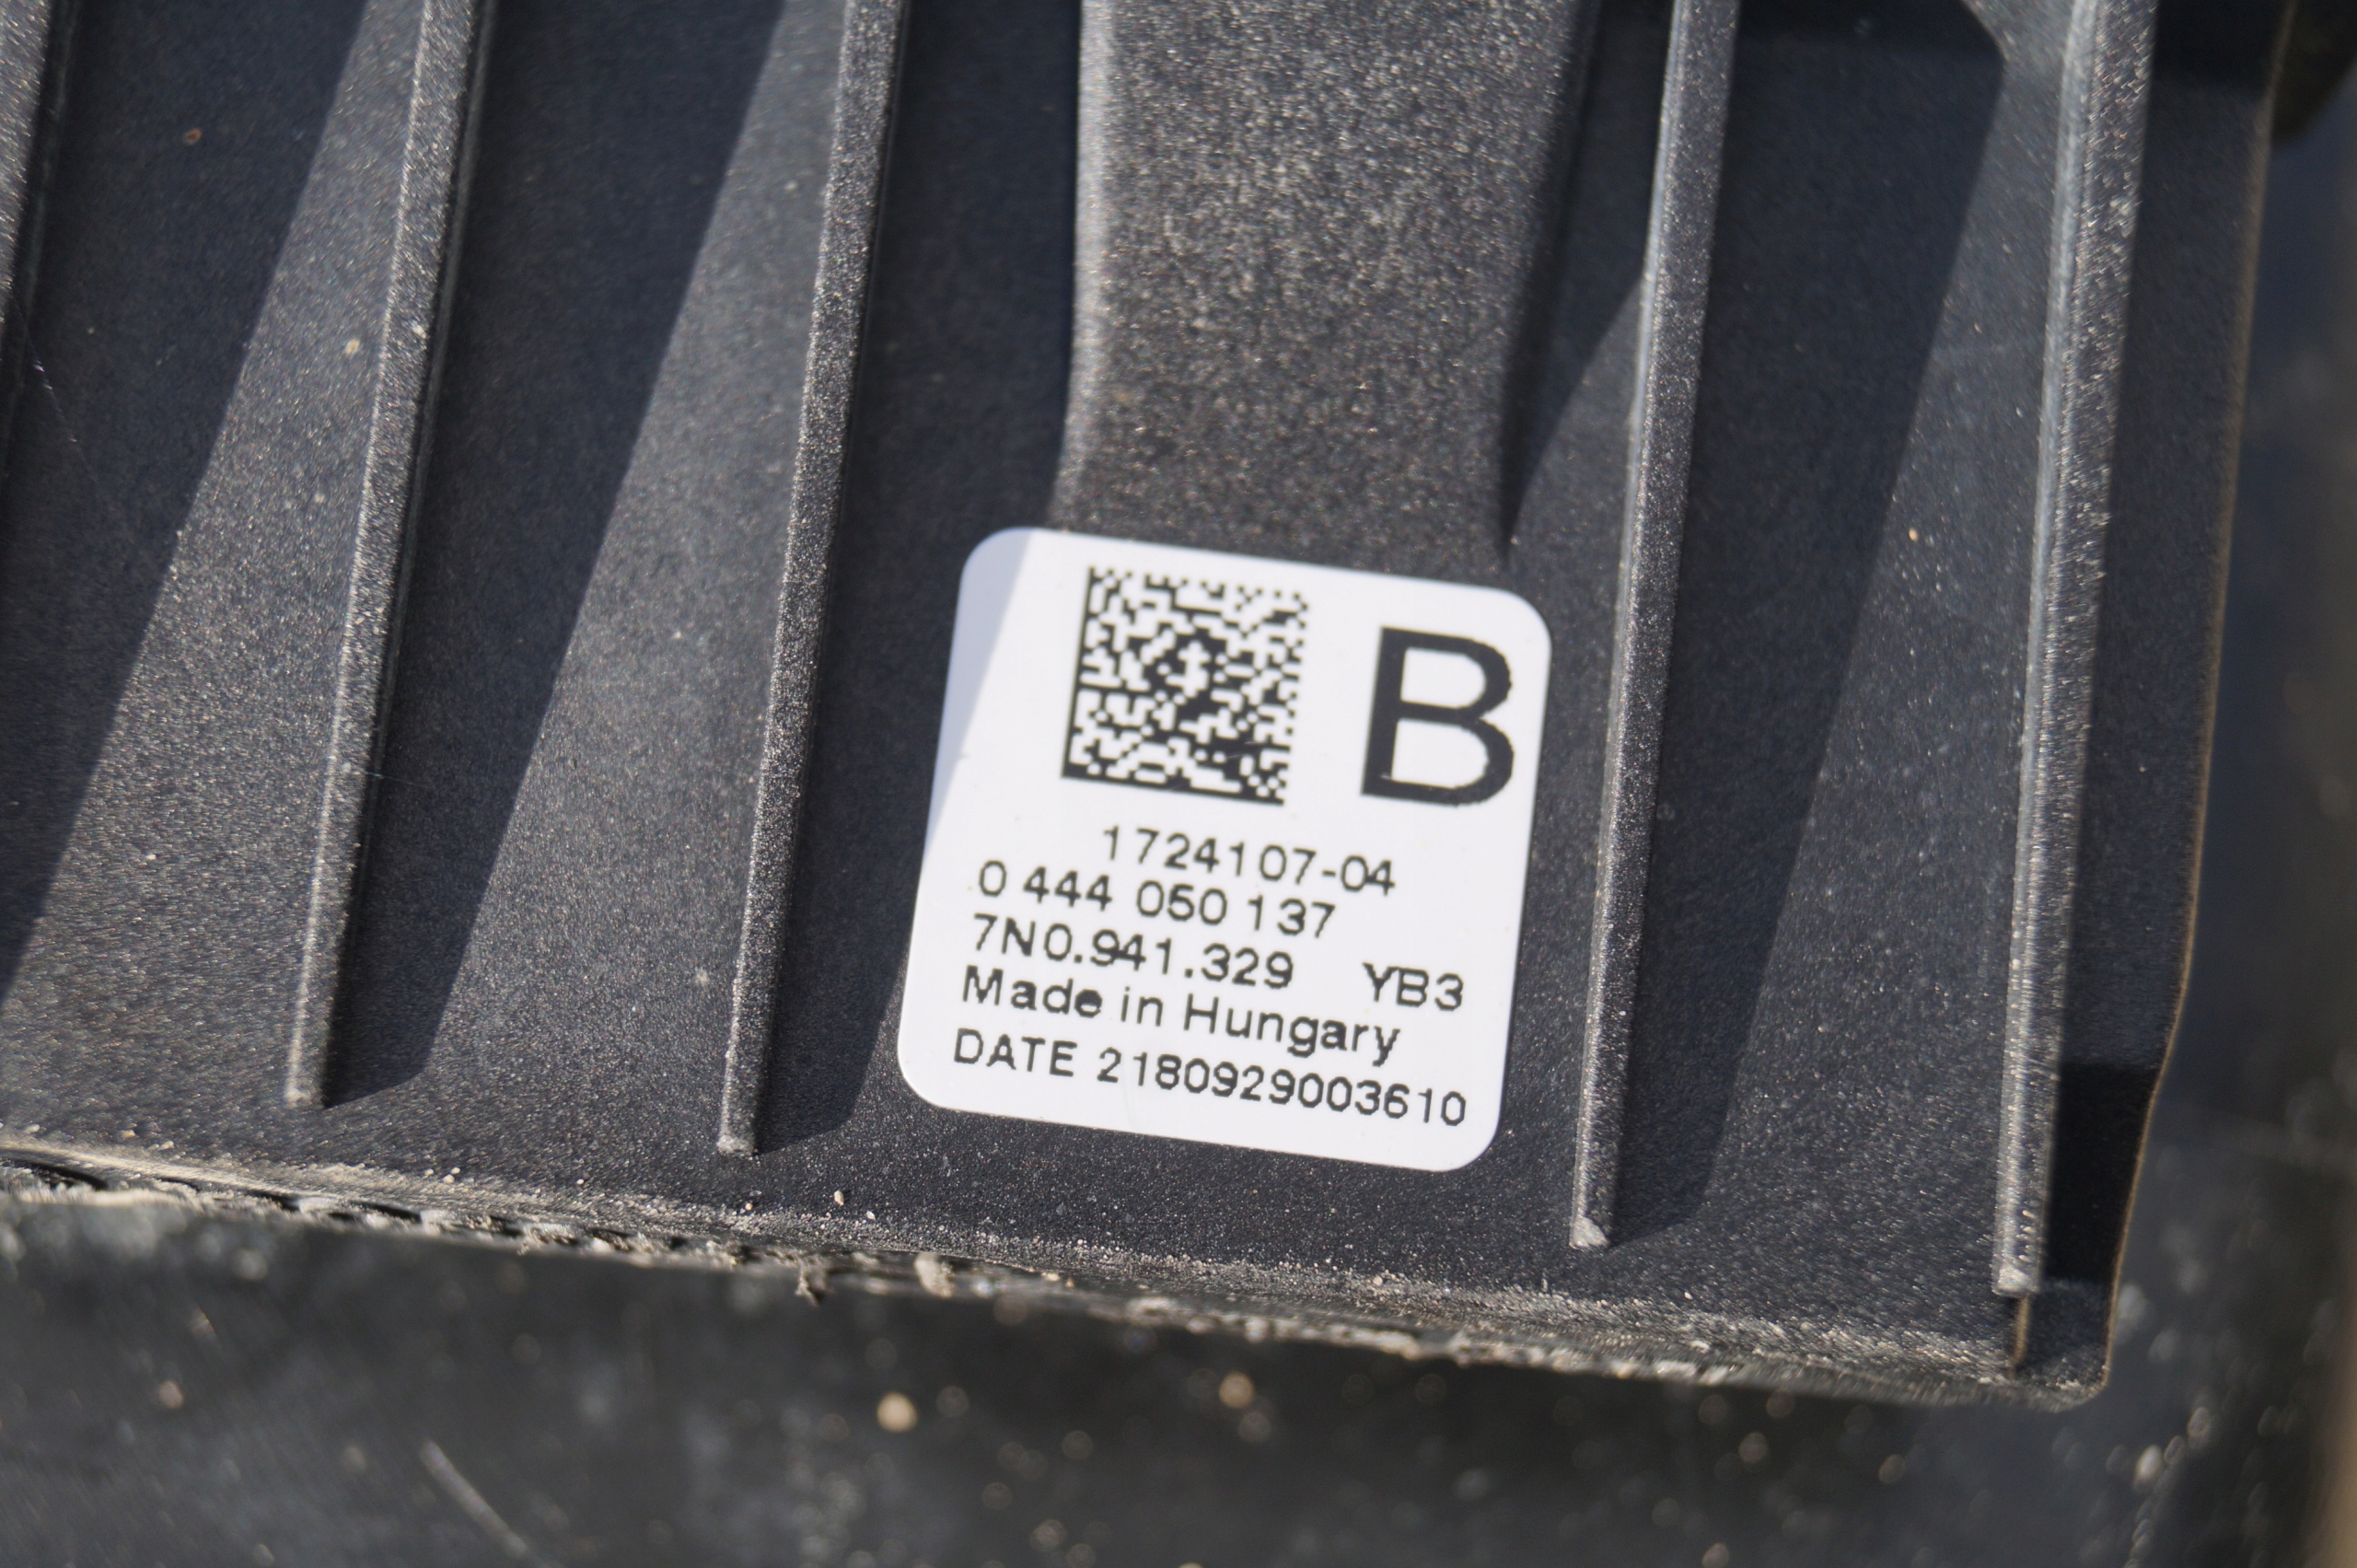 B
1724107-04
0 444 050 137
7N0.941.329 YB3
Made in Hungary
DATE 2180929003610